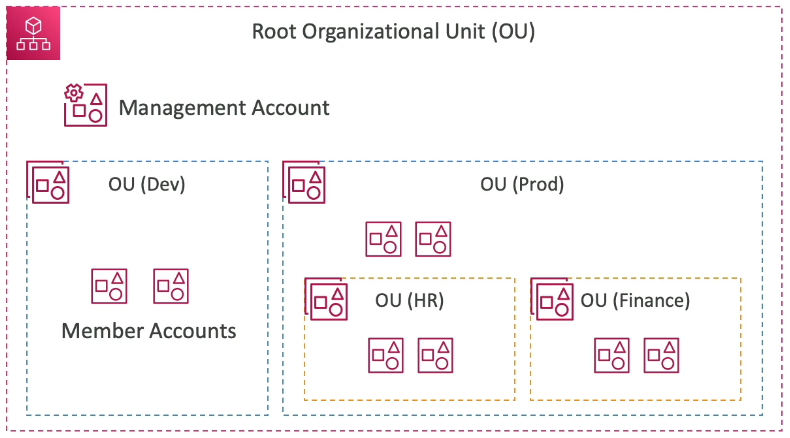 Root Organizational Unit (OU)
Management Account
OU (Dev)
OU (Prod)
Member Accounts
OU (HR)
OU (Finance)